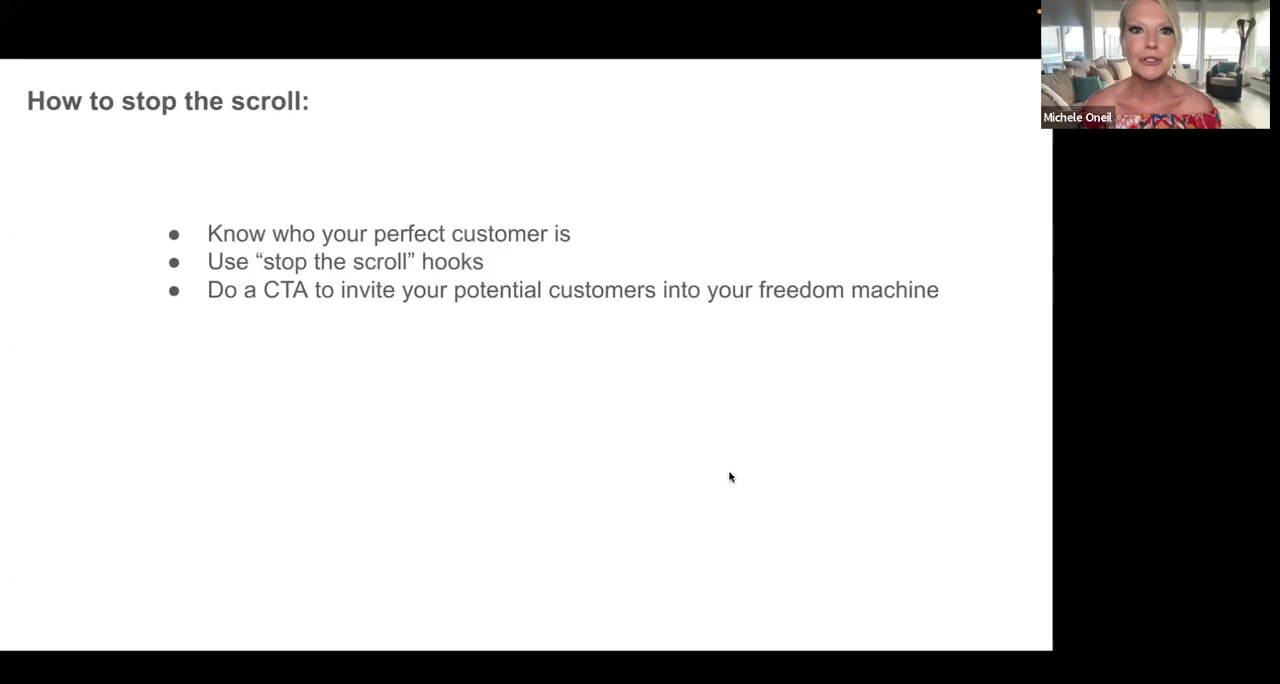 How to stop the scroll:
● Know who your perfect customer is
● Use “stop the scroll” hooks
● Do a CTA to invite your potential customers into your freedom machine
Michele Oneil